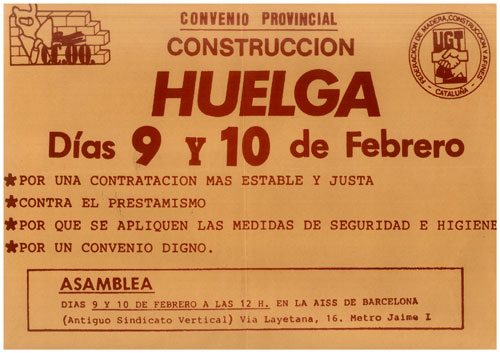 CONVENIO PROVINCIAL
CC.OO.
CONSTRUCCION
FEDERACION DE MADERA, CONSTRUCCION Y AFINES
UGT
CATALUÑA
HUELGA
Días 9 Y 10 de Febrero
*POR UNA CONTRATACION MAS ESTABLE Y JUSTA
*CONTRA EL PRESTAMISMO
*POR QUE SE APLIQUEN LAS MEDIDAS DE SEGURIDAD E HIGIENE
*POR UN CONVENIO DIGNO.
ASAMBLEA
DIAS 9 Y 10 DE FEBRERO A LAS 12 H. EN LA AISS DE BARCELONA
(Antiguo Sindicato Vertical) Via Layetana, 16. Metro Jaime I